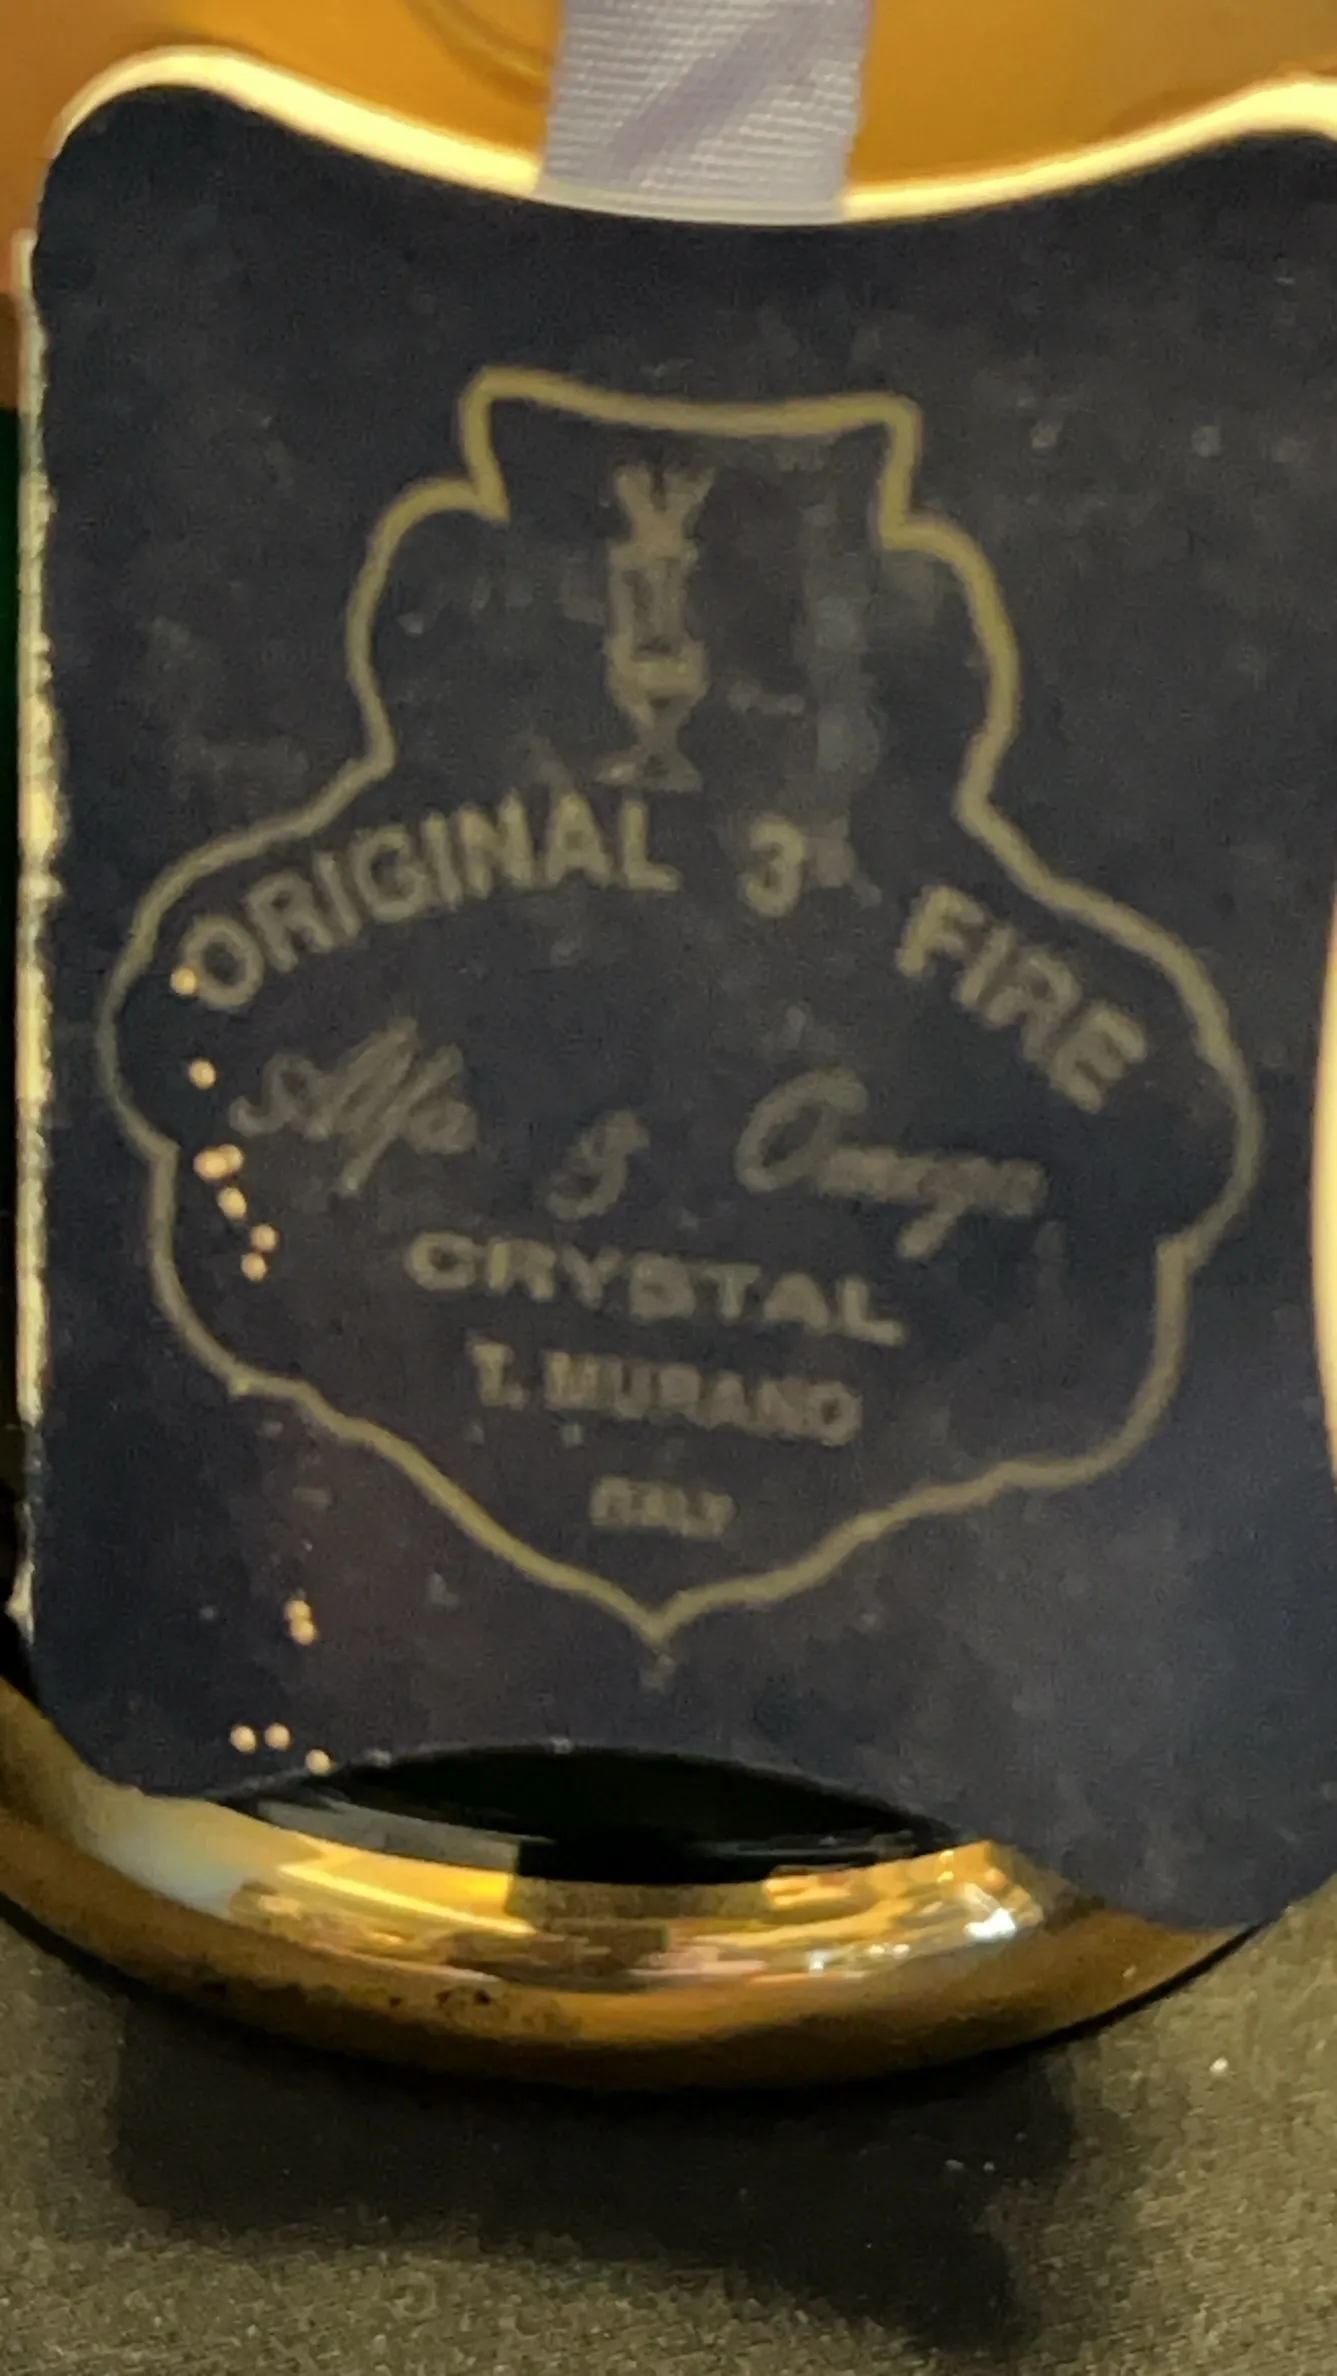 ORIGINAL 3° FIRE
Alfa & Omega
CRYSTAL
T. MURANO
ITALY